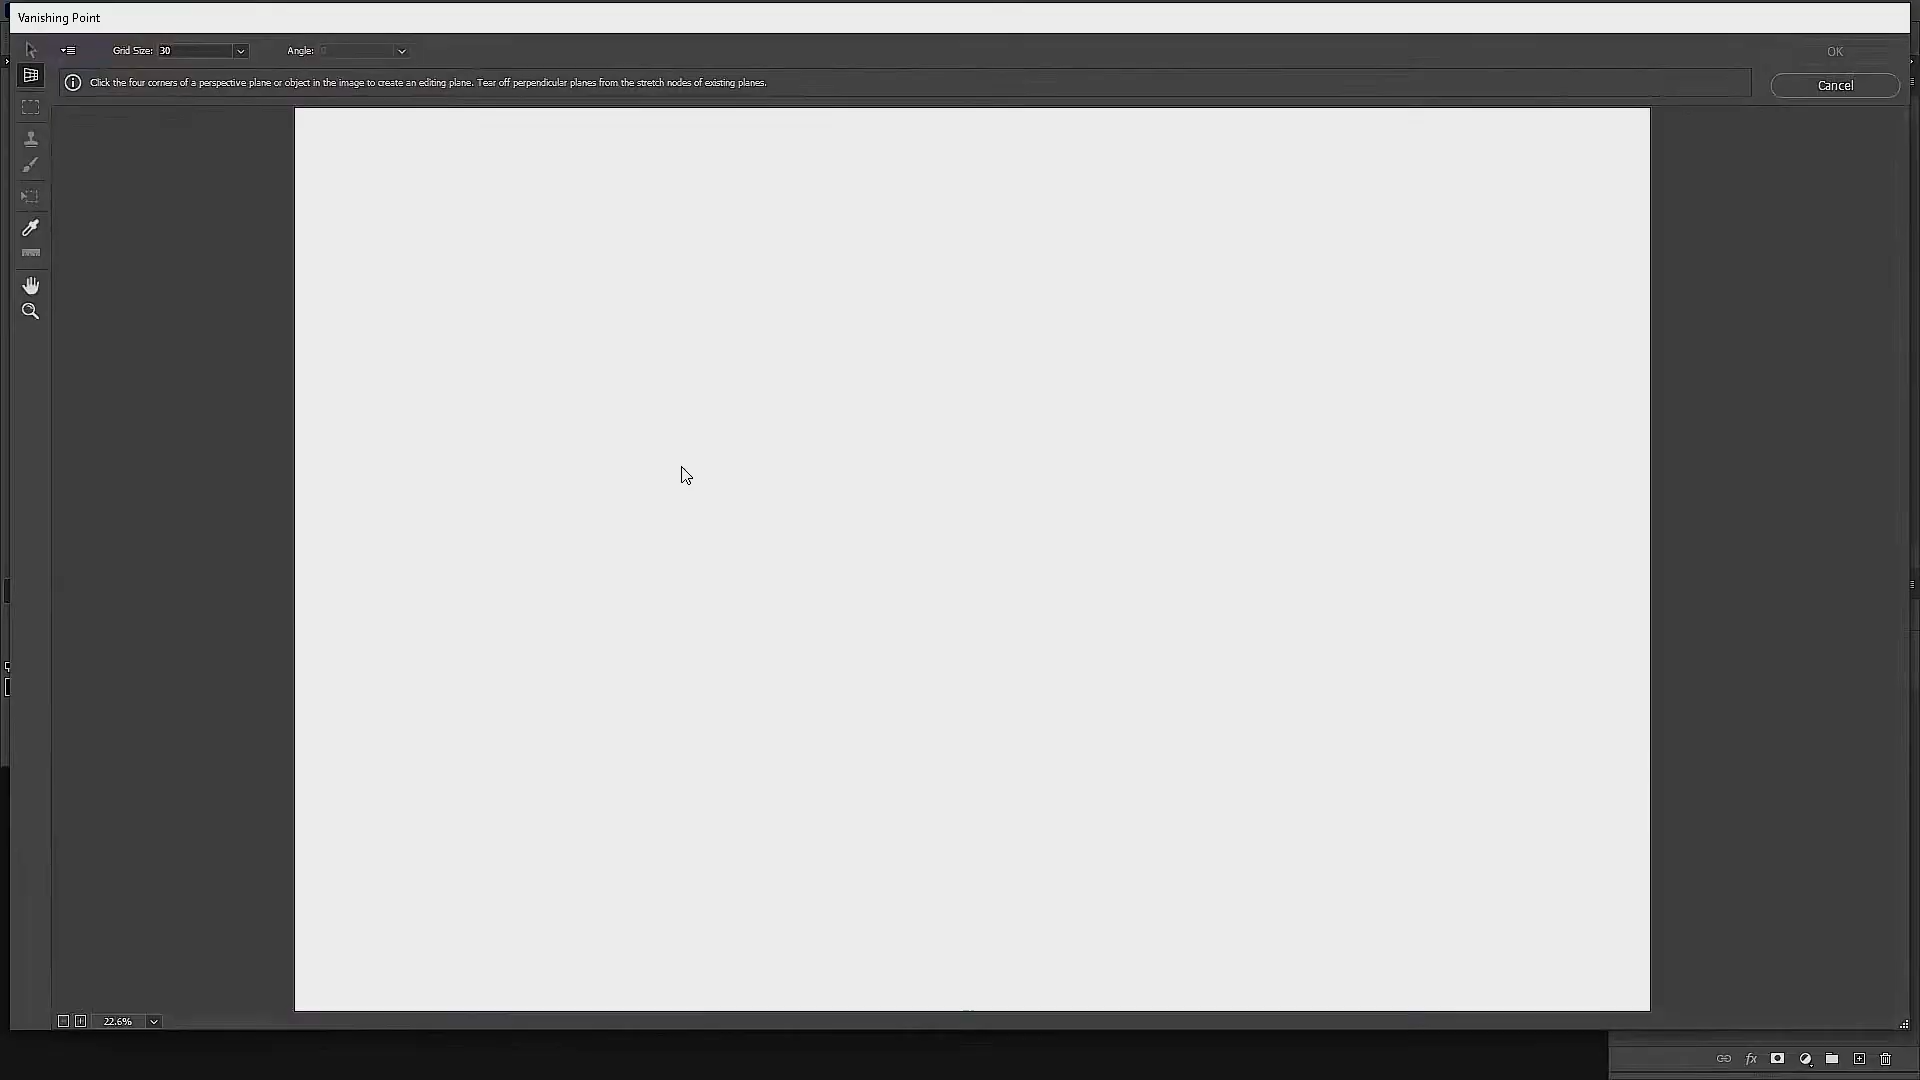 Vanishing Point
Grid Size: 30 Angle: 0
OK
Click the four corners of a perspective plane or object in the image to create an editing plane. Tear off perpendicular planes from the stretch nodes of existing planes.
Cancel
22.6%
fx